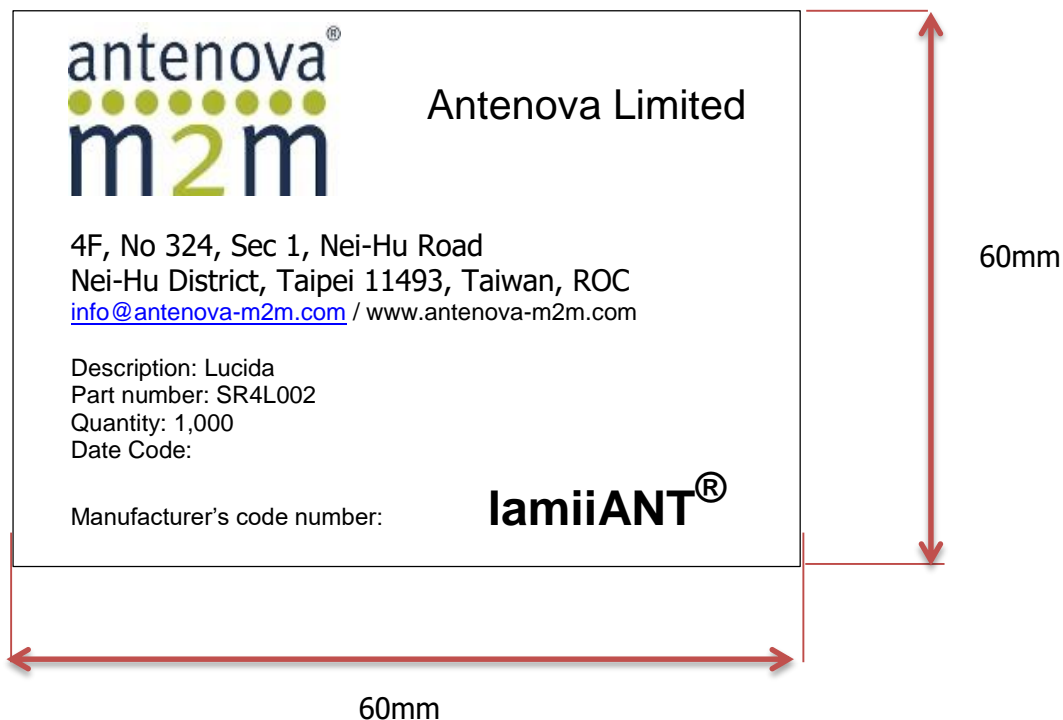 antenova®
m2m
Antenova Limited
4F, No 324, Sec 1, Nei-Hu Road
Nei-Hu District, Taipei 11493, Taiwan, ROC
info@antenova-m2m.com / www.antenova-m2m.com
Description: Lucida
Part number: SR4L002
Quantity: 1,000
Date Code:
Manufacturer’s code number:
lamiiANT®
60mm
60mm